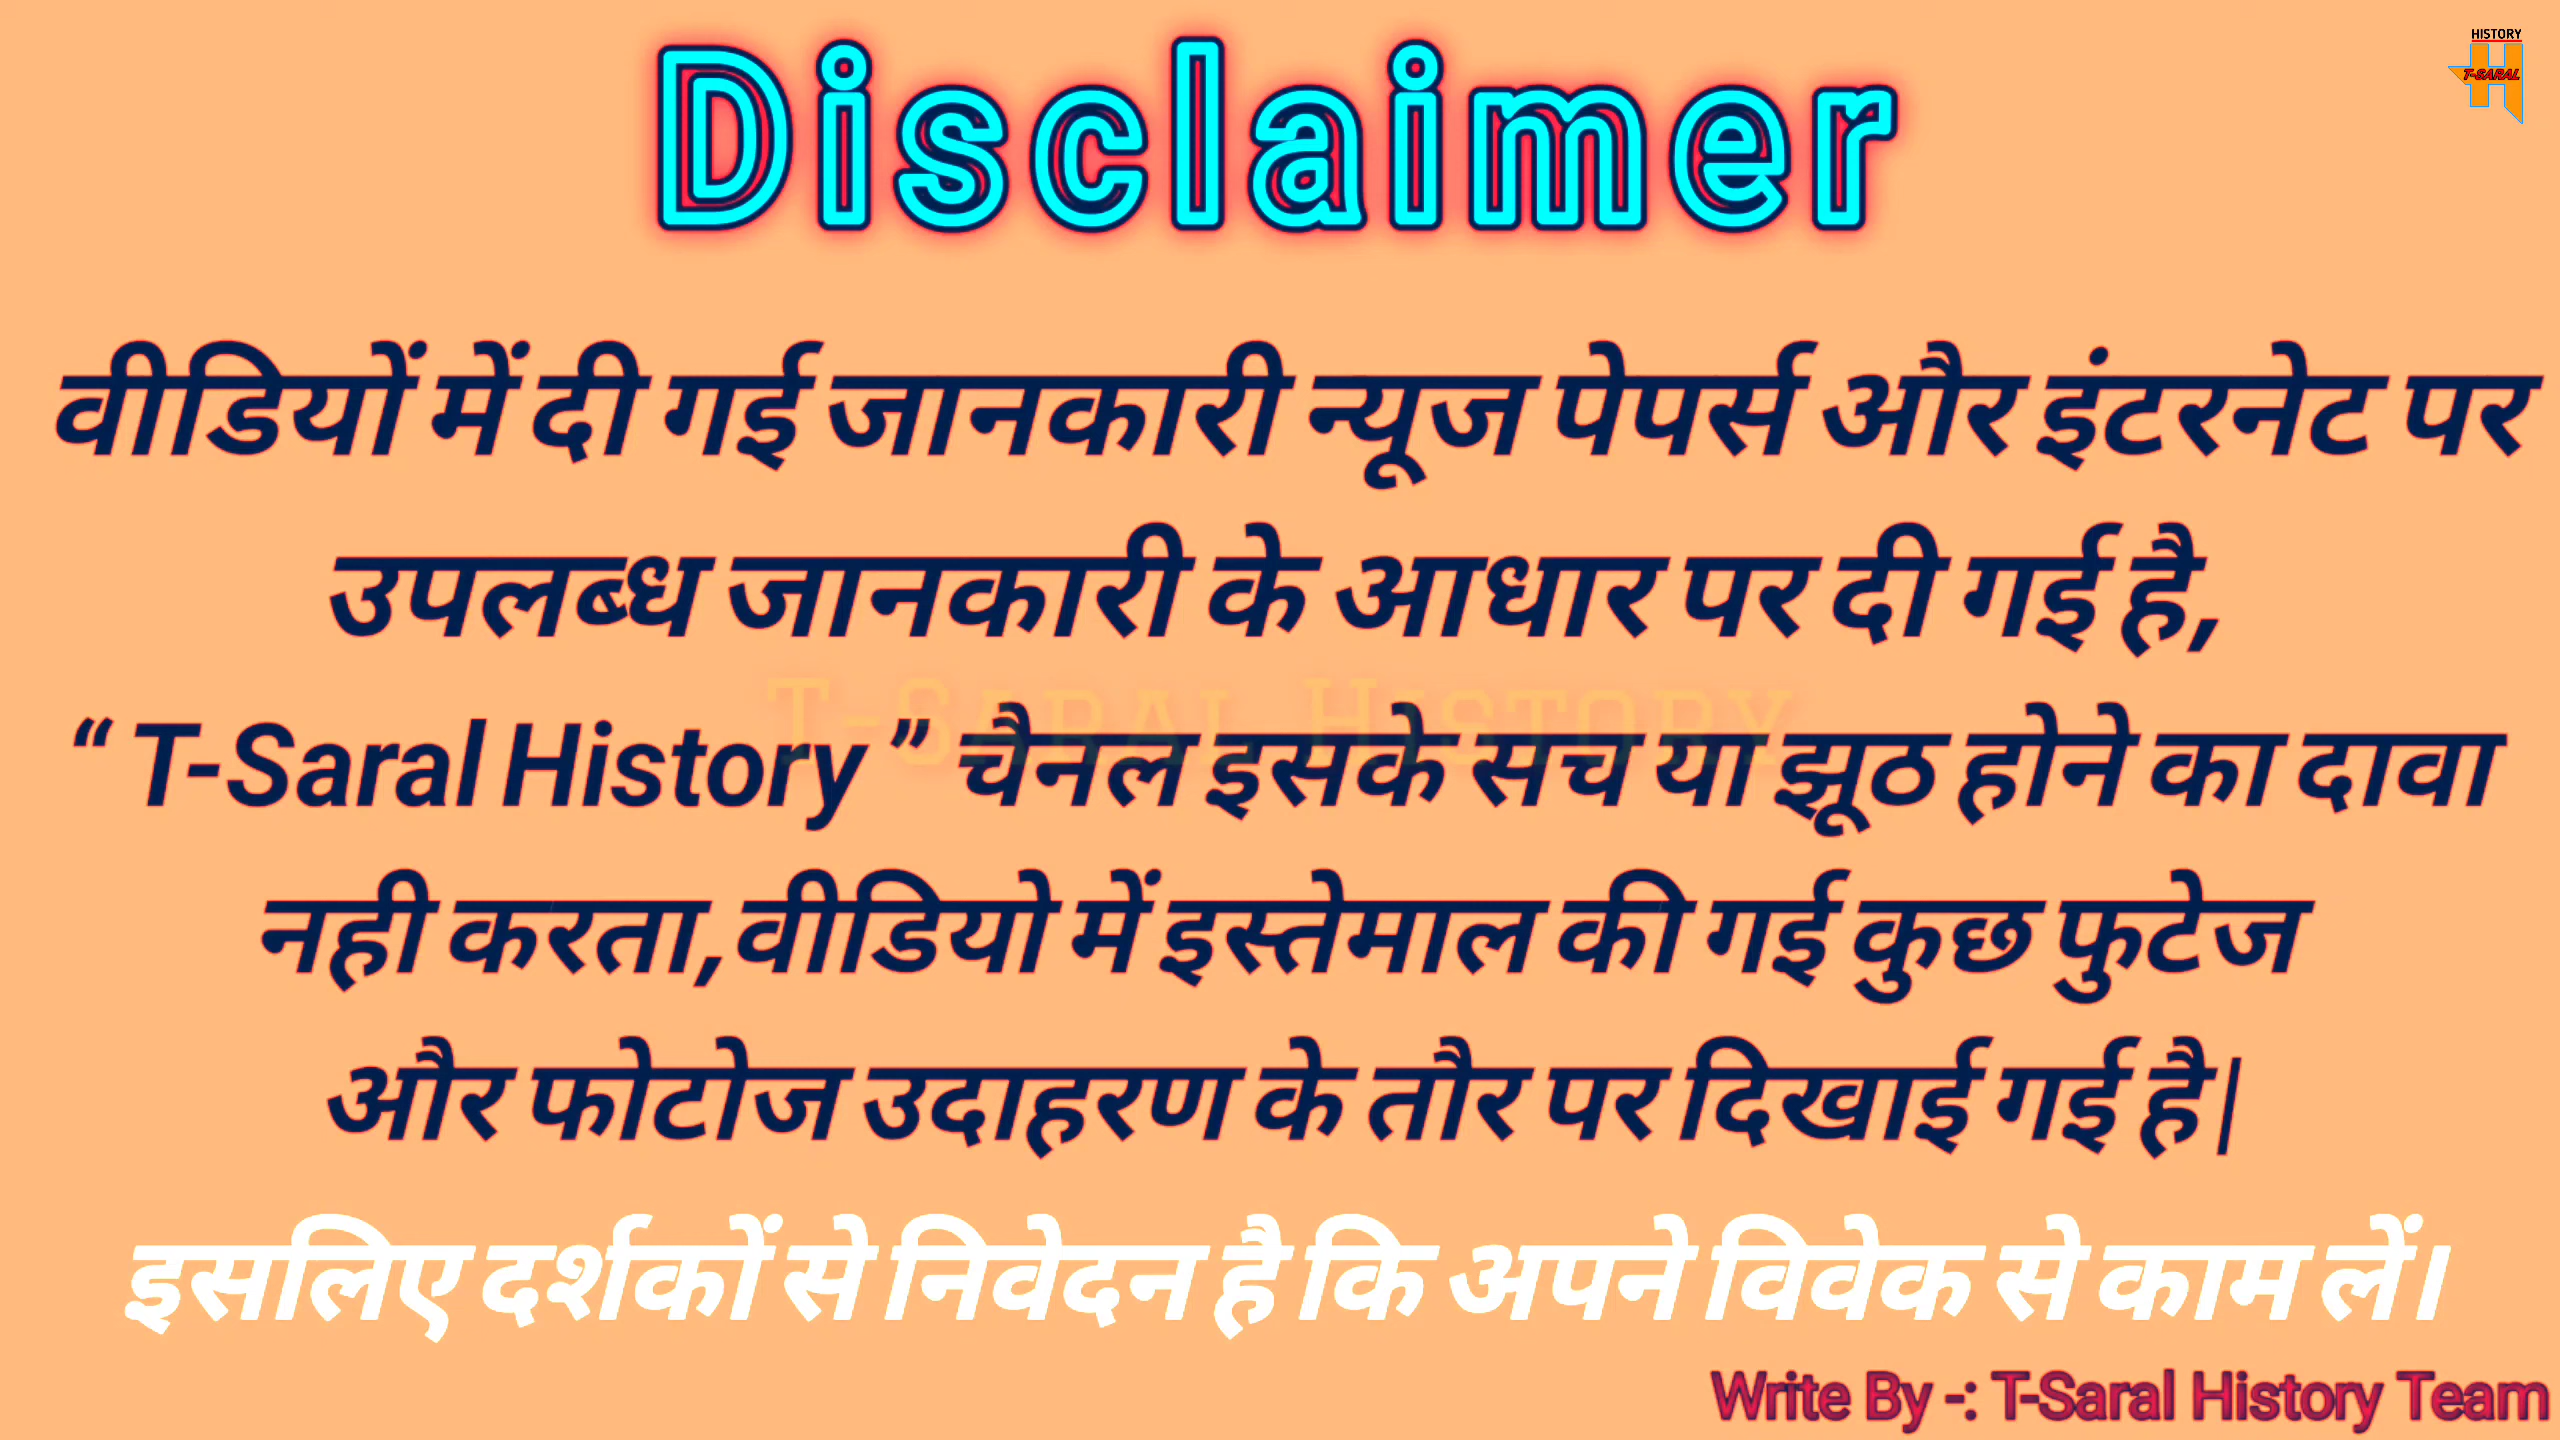 HISTORY
T-SARAL
Disclaimer
वीडियों में दी गई जानकारी न्यूज पेपर्स और इंटरनेट पर
उपलब्ध जानकारी के आधार पर दी गई है,
T-Saral History
“ T-Saral History ” चैनल इसके सच या झूठ होने का दावा
नही करता,वीडियो में इस्तेमाल की गई कुछ फुटेज
और फोटोज उदाहरण के तौर पर दिखाई गई है|
इसलिए दर्शकों से निवेदन है कि अपने विवेक से काम लें।
Write By -: T-Saral History Team